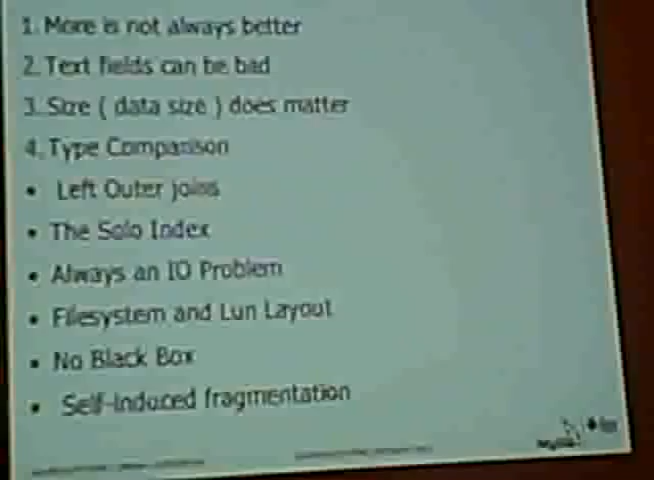 1. More is not always better
2. Text fields can be bad
3. Size ( data size ) does matter
4. Type Comparison
• Left Outer joins
• The Solo Index
• Always an IO Problem
• Filesystem and Lun Layout
• No Black Box
• Self-induced fragmentation